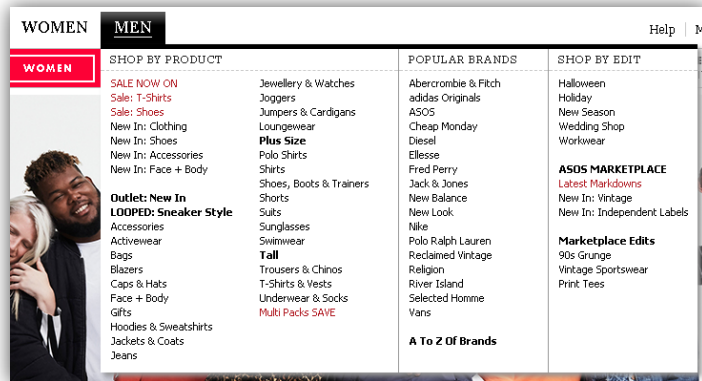 WOMEN
MEN
Help
WOMEN
SHOP BY PRODUCT
SALE NOW ON
Sale: T-Shirts
Sale: Shoes
New In: Clothing
New In: Shoes
New In: Accessories
New In: Face + Body
Outlet: New In
LOOPED: Sneaker Style
Accessories
Activewear
Bags
Blazers
Caps & Hats
Face + Body
Gifts
Hoodies & Sweatshirts
Jackets & Coats
Jeans
Jewellery & Watches
Joggers
Jumpers & Cardigans
Loungewear
Plus Size
Polo Shirts
Shirts
Shoes, Boots & Trainers
Shorts
Suits
Sunglasses
Swimwear
Tall
Trousers & Chinos
T-Shirts & Vests
Underwear & Socks
Multi Packs SAVE
POPULAR BRANDS
Abercrombie & Fitch
adidas Originals
ASOS
Cheap Monday
Diesel
Ellesse
Fred Perry
Jack & Jones
New Balance
New Look
Nike
Polo Ralph Lauren
Reclaimed Vintage
Religion
River Island
Selected Homme
Vans
A To Z Of Brands
SHOP BY EDIT
Halloween
Holiday
New Season
Wedding Shop
Workwear
ASOS MARKETPLACE
Latest Markdowns
New In: Vintage
New In: Independent Labels
Marketplace Edits
90s Grunge
Vintage Sportswear
Print Tees